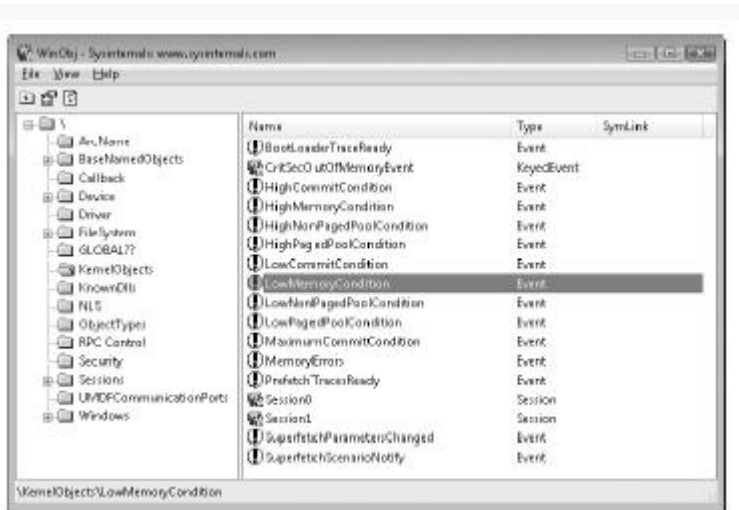 WinObj - Sysinternals: www.sysinternals.com
File View Help
\
ArcName
BaseNamedObjects
Callback
Device
Driver
FileSystem
GLOBAL??
KernelObjects
KnownDlls
NLS
ObjectTypes
RPC Control
Security
Sessions
UMDFCommunicationPorts
Windows
Name Type SymLink
BootLoaderTraceReady Event
CritSecOutOfMemoryEvent KeyedEvent
HighCommitCondition Event
HighMemoryCondition Event
HighNonPagedPoolCondition Event
HighPagedPoolCondition Event
LowCommitCondition Event
LowMemoryCondition Event
LowNonPagedPoolCondition Event
LowPagedPoolCondition Event
MaximumCommitCondition Event
MemoryErrors Event
PrefetchTracesReady Event
Session0 Session
Session1 Session
SuperfetchParametersChanged Event
SuperfetchScenarioNotify Event
\KernelObjects\LowMemoryCondition